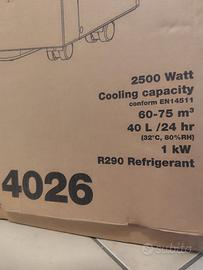 2500 Watt
Cooling capacity
conform EN14511
60-75 m³
40 L /24 hr
(32°C, 80%RH)
1 kW
R290 Refrigerant
4026
subito